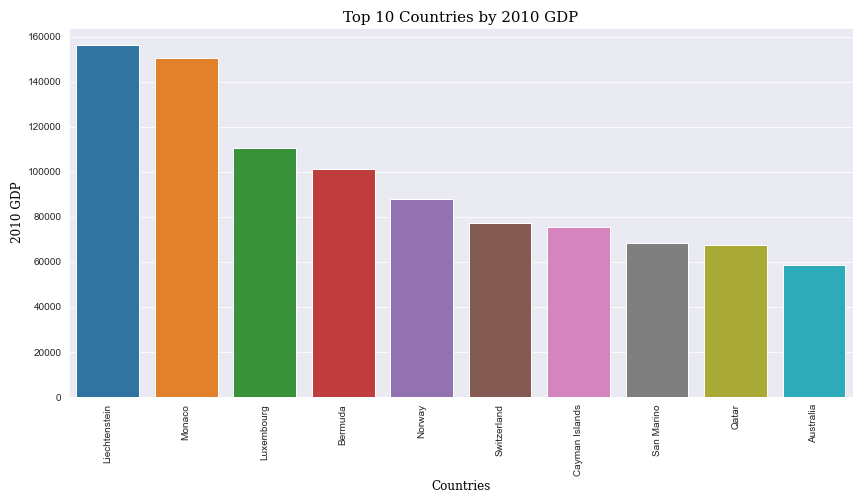 Top 10 Countries by 2010 GDP
2010 GDP
160000
140000
120000
100000
80000
60000
40000
20000
0
Liechtenstein
Monaco
Luxembourg
Bermuda
Norway
Switzerland
Cayman Islands
San Marino
Qatar
Australia
Countries